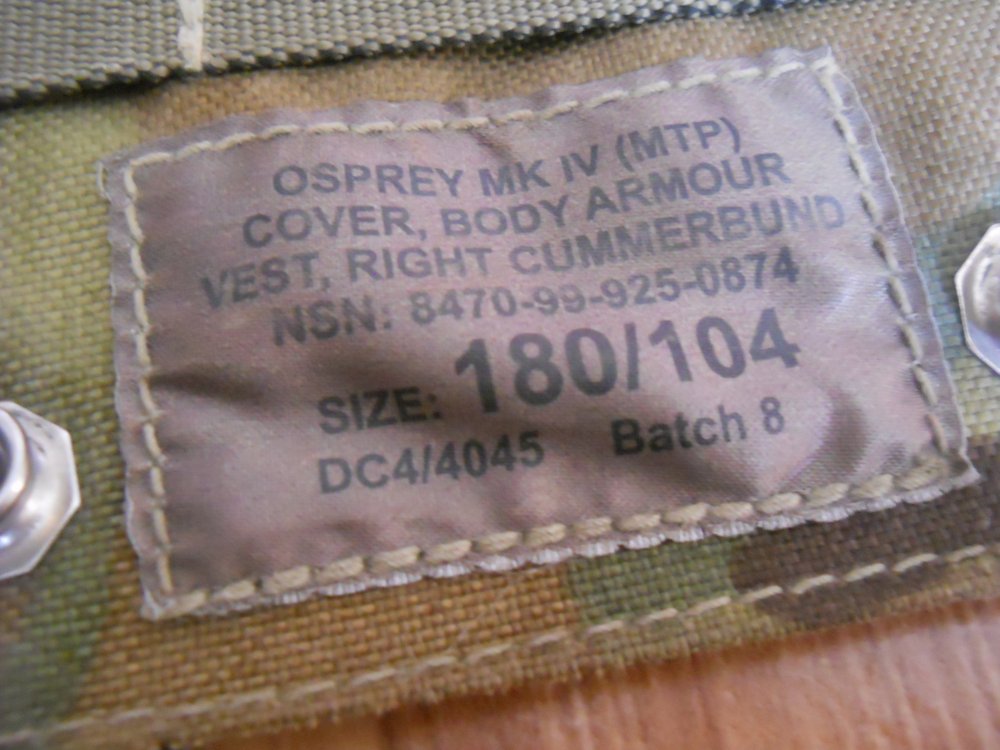 OSPREY MK IV (MTP)
COVER, BODY ARMOUR
VEST, RIGHT CUMMERBUND
NSN: 8470-99-925-0874
SIZE: 180/104
DC4/4045 Batch 8